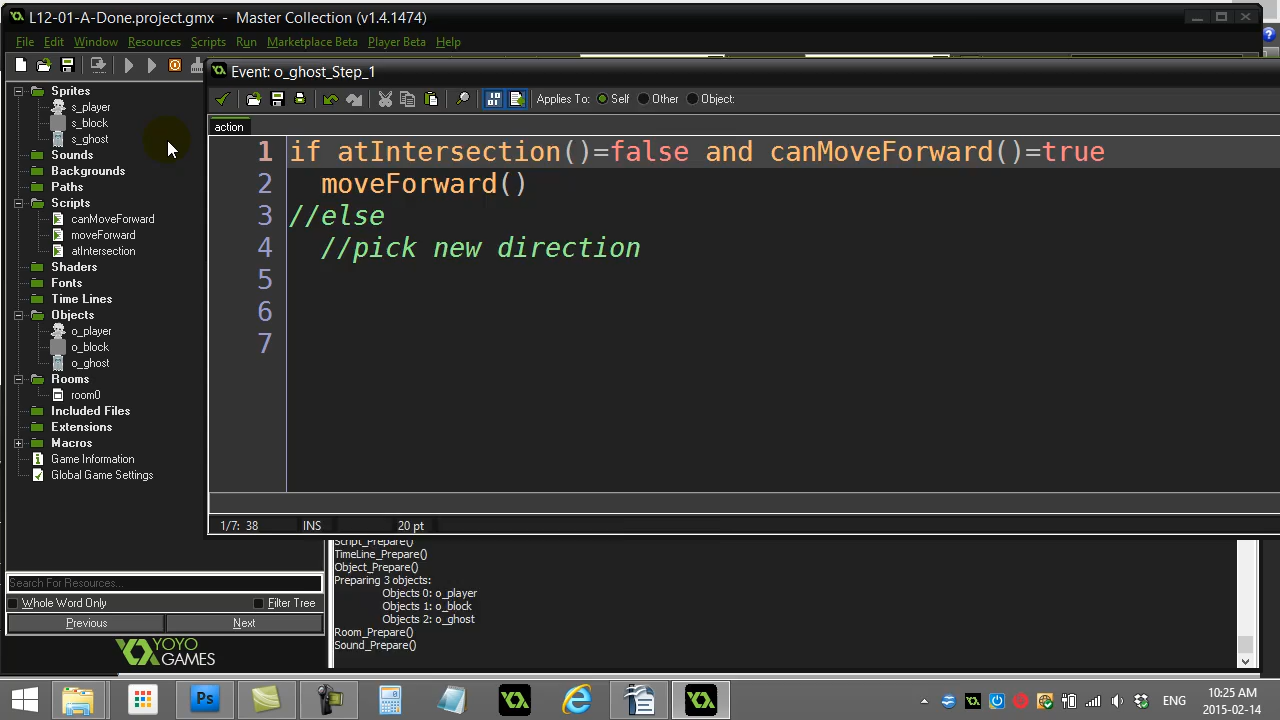 L12-01-A-Done.project.gmx - Master Collection (v1.4.1474)
File Edit Window Resources Scripts Run Marketplace Beta Player Beta Help
Event: o_ghost_Step_1
Applies To: Self Other Object:
action
1 if atIntersection()=false and canMoveForward()=true
2 moveForward()
3 //else
4 //pick new direction
5
6
7
1/7: 38 INS 20 pt
Sprites
s_player
s_block
s_ghost
Sounds
Backgrounds
Paths
Scripts
canMoveForward
moveForward
atIntersection
Shaders
Fonts
Time Lines
Objects
o_player
o_block
o_ghost
Rooms
room0
Included Files
Extensions
Macros
Game Information
Global Game Settings
Search For Resources...
Whole Word Only Filter Tree
Previous Next
YOYO
GAMES
Script_Prepare()
TimeLine_Prepare()
Object_Prepare()
Preparing 3 objects:
Objects 0: o_player
Objects 1: o_block
Objects 2: o_ghost
Room_Prepare()
Sound_Prepare()
Ps
ENG
10:25 AM
2015-02-14